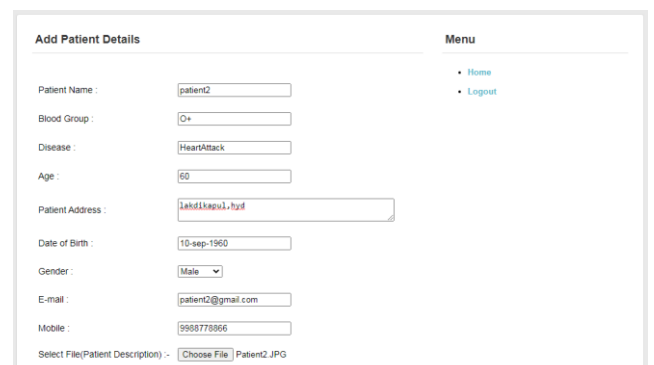 Add Patient Details
Menu
Home
Logout
Patient Name : patient2
Blood Group : O+
Disease : HeartAttack
Age : 60
Patient Address : lakdikapul,hyd
Date of Birth : 10-sep-1960
Gender : Male
E-mail : patient2@gmail.com
Mobile : 9988778866
Select File(Patient Description) :- Choose File Patient2.JPG